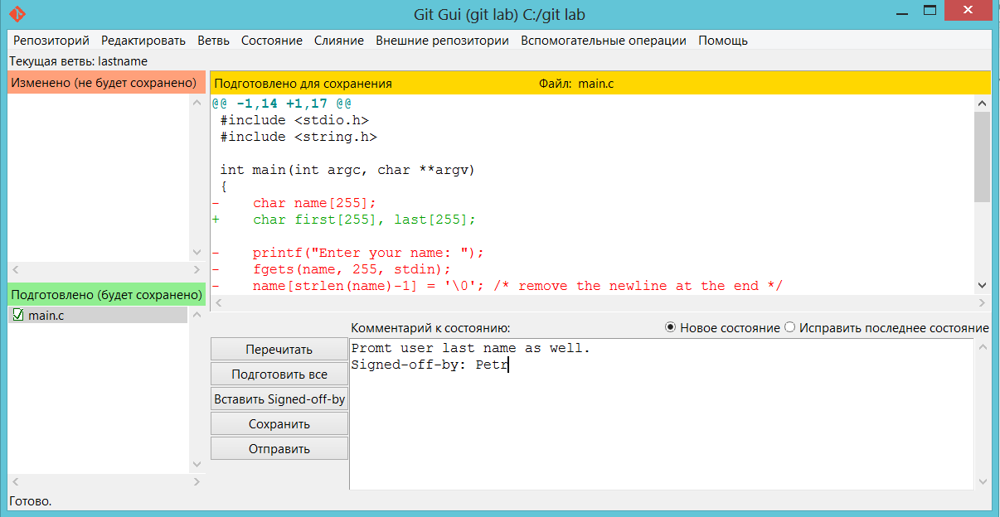 Git Gui (git lab) C:/git lab
Репозиторий Редактировать Ветвь Состояние Слияние Внешние репозитории Вспомогательные операции Помощь
Текущая ветвь: lastname
Изменено (не будет сохранено)
Подготовлено для сохранения Файл: main.c
@@ -1,14 +1,17 @@
#include <stdio.h>
#include <string.h>
int main(int argc, char **argv)
{
-    char name[255];
+    char first[255], last[255];
-    printf("Enter your name: ");
-    fgets(name, 255, stdin);
-    name[strlen(name)-1] = '\0'; /* remove the newline at the end */
Подготовлено (будет сохранено)
main.c
Комментарий к состоянию: Новое состояние Исправить последнее состояние
Перечитать
Подготовить все
Вставить Signed-off-by
Сохранить
Отправить
Promt user last name as well.
Signed-off-by: Petr
Готово.